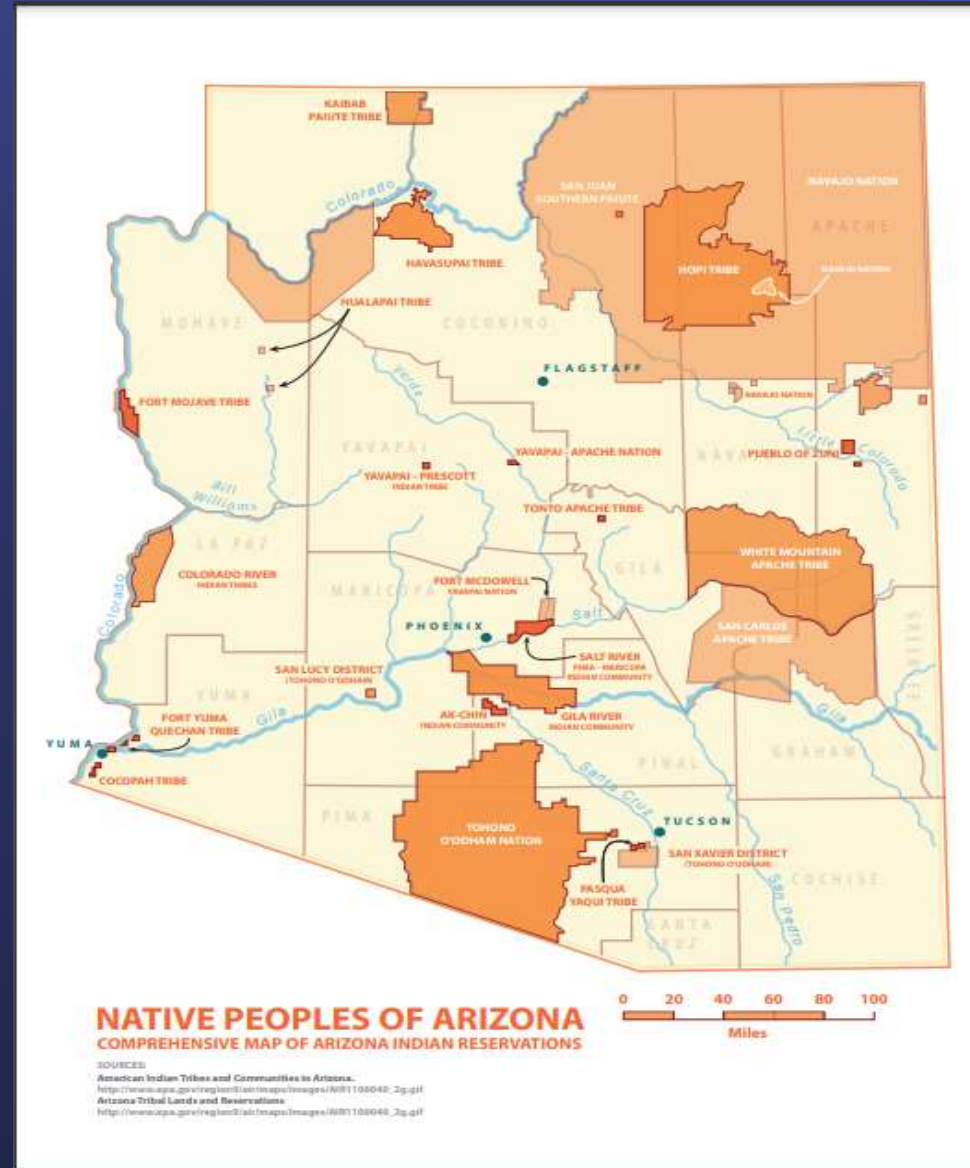 KAIBAB
PAIUTE TRIBE
Colorado
SAN JUAN
SOUTHERN PAIUTE
NAVAJO NATION
APACHE
HAVASUPAI TRIBE
HOPI TRIBE
HUALAPAI TRIBE
MOHAVE
COCONINO
FLAGSTAFF
Verde
FORT MOJAVE TRIBE
NAVAJO NATION
Little Colorado
YAVAPAI
YAVAPAI - APACHE NATION
PUEBLO OF ZUNI
YAVAPAI - PRESCOTT
INDIAN TRIBE
Bill
Williams
TONTO APACHE TRIBE
LA PAZ
GILA
WHITE MOUNTAIN
APACHE TRIBE
COLORADO RIVER
INDIAN TRIBES
MARICOPA
FORT MCDOWELL
YAVAPAI NATION
Colorado
Salt
SAN CARLOS
APACHE TRIBE
PHOENIX
SALT RIVER
PIMA - MARICOPA
INDIAN COMMUNITY
SAN LUCY DISTRICT
(TOHONO O'ODHAM)
YUMA
Gila
AK-CHIN
INDIAN COMMUNITY
GILA RIVER
INDIAN COMMUNITY
Gila
FORT YUMA
QUECHAN TRIBE
YUMA
COCOPAH TRIBE
PINAL
GRAHAM
Santa Cruz
PIMA
TOHONO
O'ODHAM NATION
TUCSON
SAN XAVIER DISTRICT
(TOHONO O'ODHAM)
PASQUA
YAQUI TRIBE
COCHISE
San Pedro
SANTA
CRUZ
0 20 40 60 80 100
Miles
NATIVE PEOPLES OF ARIZONA
COMPREHENSIVE MAP OF ARIZONA INDIAN RESERVATIONS
SOURCES:
American Indian Tribes and Communities in Arizona.
Arizona Tribal Lands and Reservations